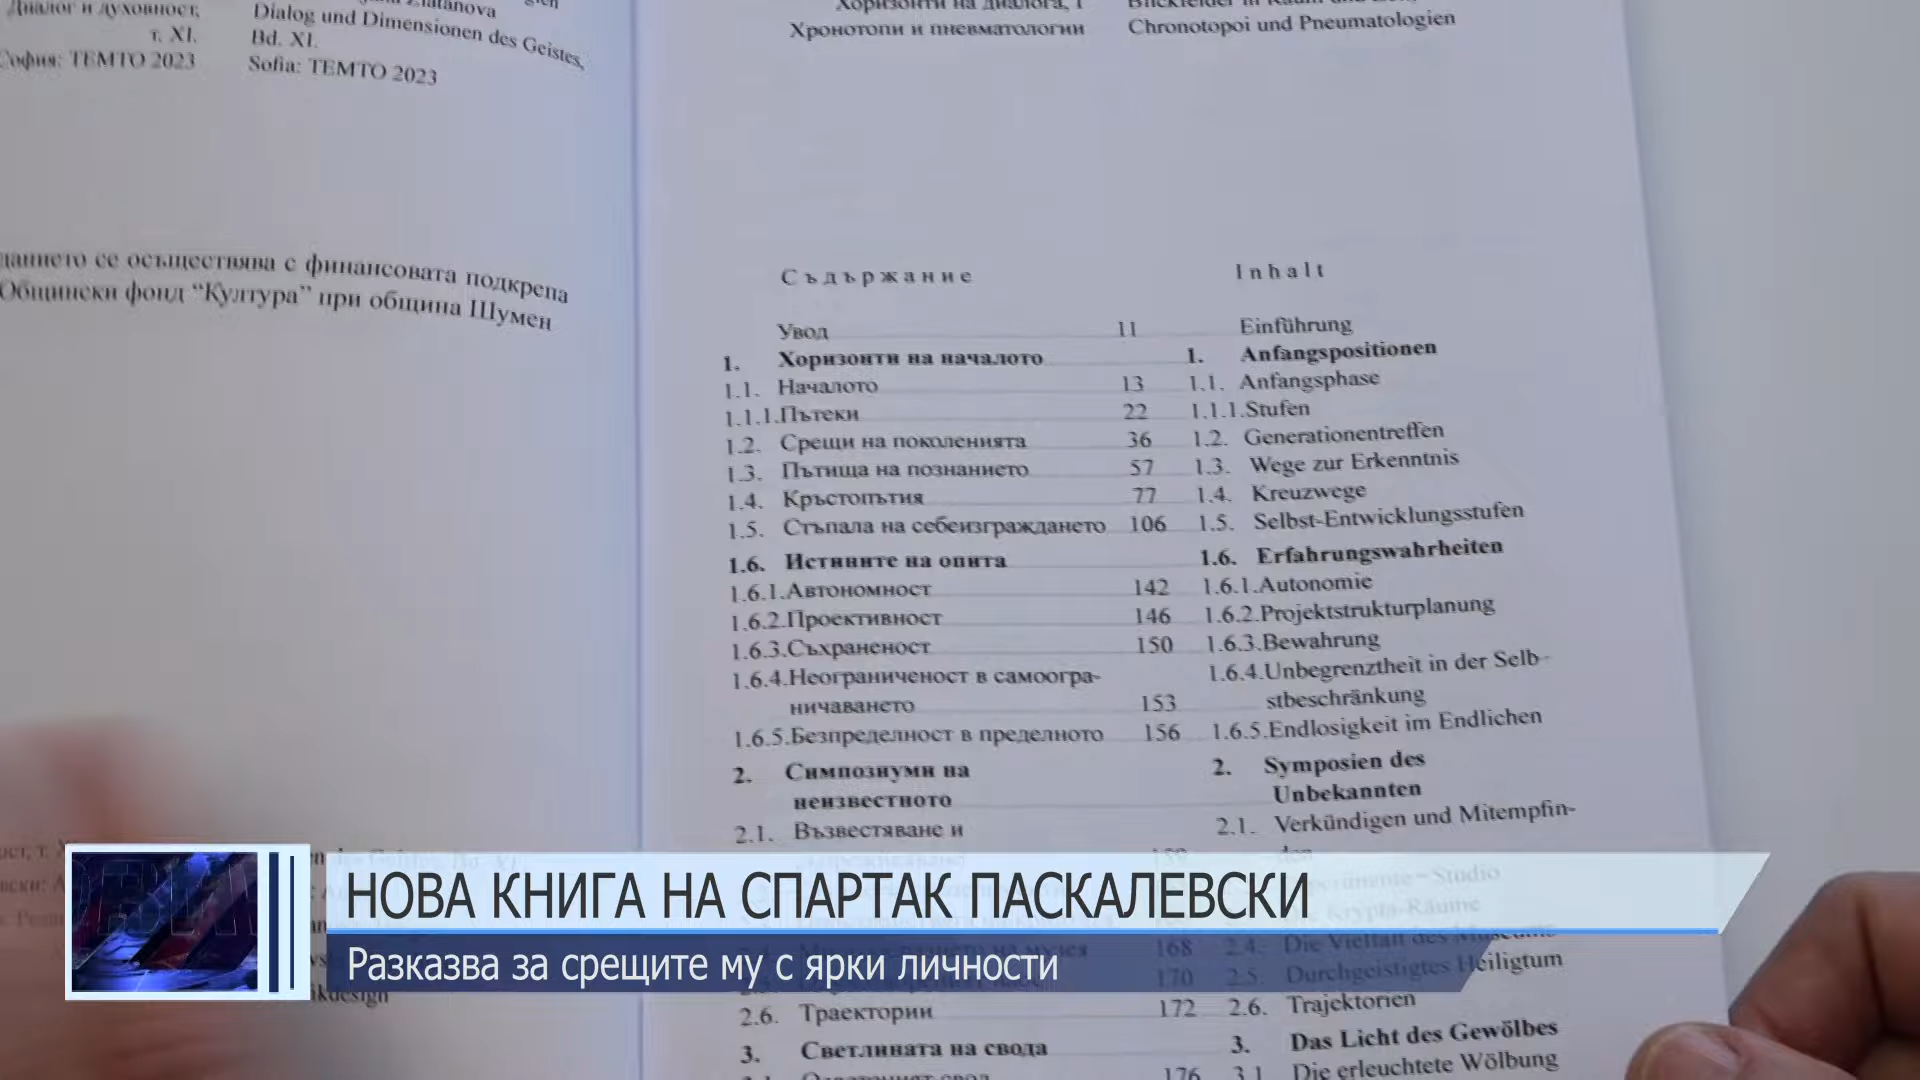 Диалог и духовност,
т. XI.
София: ТЕМТО 2023
Dialog und Dimensionen des Geistes,
Bd. XI.
Sofia: TEMTO 2023
се осъществява с финансовата подкрепа
Общински фонд “Култура” при община Шумен
Хоризонти на диалога, 1
Хронотопи и пневматологии
Chronotopoi und Pneumatologien
Съдържание
Inhalt
Увод 11 Einführung
1. Хоризонти на началото 1. Anfangspositionen
1.1. Началото 13 1.1. Anfangsphase
1.1.1.Пътеки 22 1.1.1.Stufen
1.2. Срещи на поколенията 36 1.2. Generationentreffen
1.3. Пътища на познанието 57 1.3. Wege zur Erkenntnis
1.4. Кръстопътия 77 1.4. Kreuzwege
1.5. Стъпала на себеизграждането 106 1.5. Selbst-Entwicklungsstufen
1.6. Истините на опита 1.6. Erfahrungswahrheiten
1.6.1.Автономност 142 1.6.1.Autonomie
1.6.2.Проективност 146 1.6.2.Projektstrukturplanung
1.6.3.Съхраненост 150 1.6.3.Bewahrung
1.6.4.Неограниченост в самоогра- 1.6.4.Unbegrenztheit in der Selb-
ничаването 153 stbeschränkung
1.6.5.Безпределност в пределното 156 1.6.5.Endlosigkeit im Endlichen
2. Симпозиуми на 2. Symposien des
неизвестното Unbekannten
2.1. Възвестяване и 2.1. Verkündigen und Mitempfin-
НОВА КНИГА НА СПАРТАК ПАСКАЛЕВСКИ
168 2.4. Die Vielfalt des
Разказва за срещите му с ярки личности
170 2.5. Durchgeistigtes Heiligtum
2.6. Траектории 172 2.6. Trajektorien
3. Светлината на свода 3. Das Licht des Gewölbes
176 3.1 Die erleuchtete Wölbung